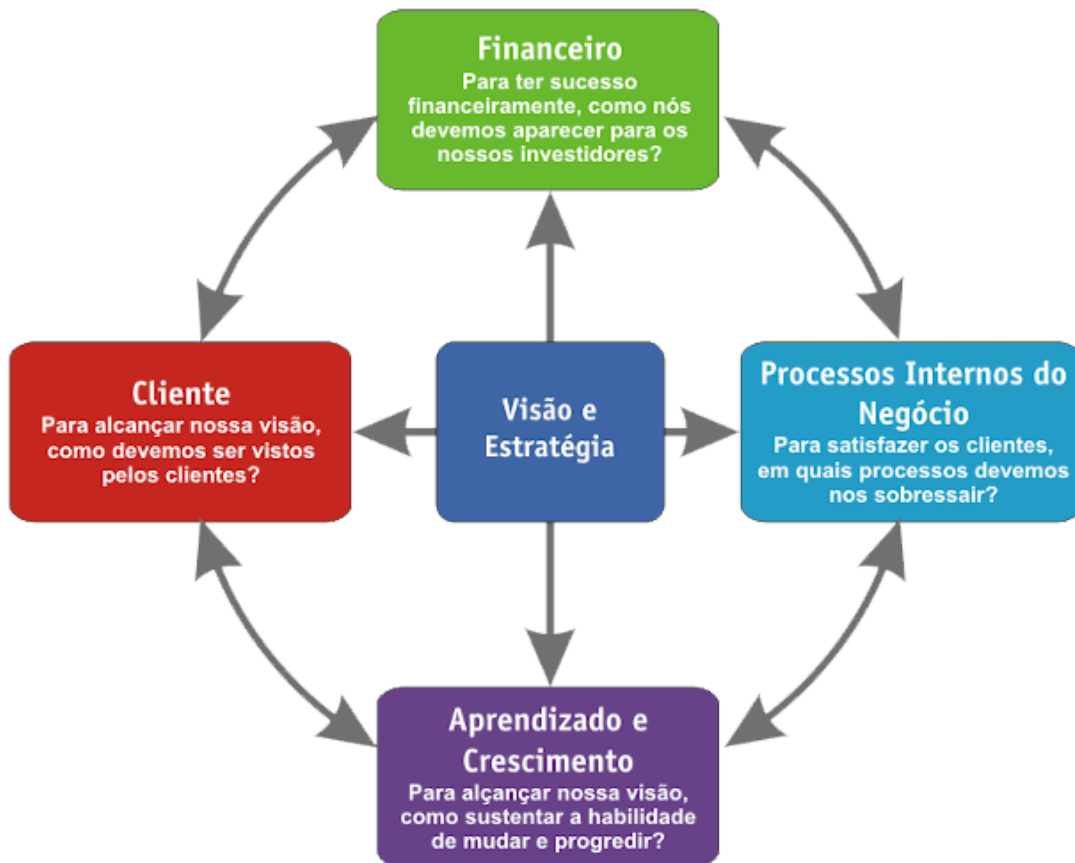 Financeiro
Para ter sucesso
financeiramente, como nós
devemos aparecer para os
nossos investidores?
Cliente
Para alcançar nossa visão,
como devemos ser vistos
pelos clientes?
Visão e
Estratégia
Processos Internos do
Negócio
Para satisfazer os clientes,
em quais processos devemos
nos sobressair?
Aprendizado e
Crescimento
Para alçançar nossa visão,
como sustentar a habilidade
de mudar e progredir?